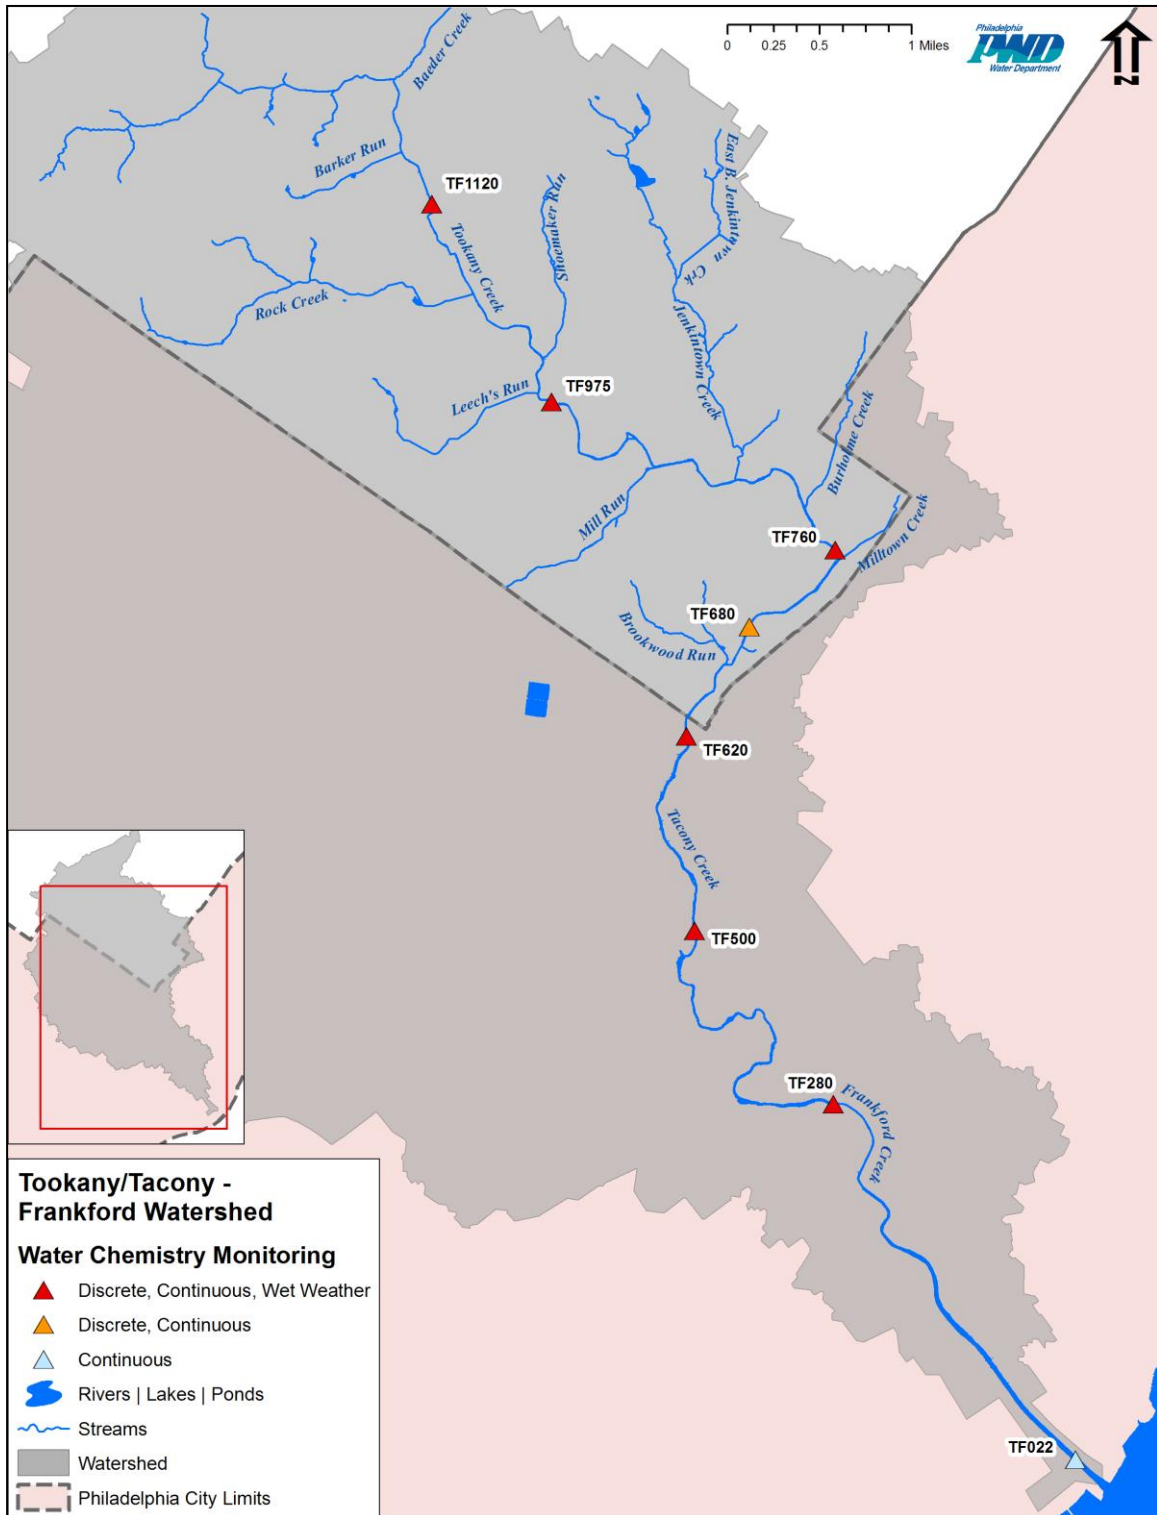 Baeder Creek
0 0.25 0.5 1 Miles
Philadelphia
PWD
Water Department
N
Barker Run
TF1120
Tookany Creek
Shoemaker Run
East B. Jenkintown Crk
Rock Creek
Jenkintown Creek
Leech's Run
TF975
Burholme Creek
Mill Run
TF760
Milltown Creek
TF680
Brookwood Run
TF620
Tacony Creek
TF500
TF280
Frankford Creek
TF022
Tookany/Tacony -
Frankford Watershed
Water Chemistry Monitoring
Discrete, Continuous, Wet Weather
Discrete, Continuous
Continuous
Rivers | Lakes | Ponds
Streams
Watershed
Philadelphia City Limits